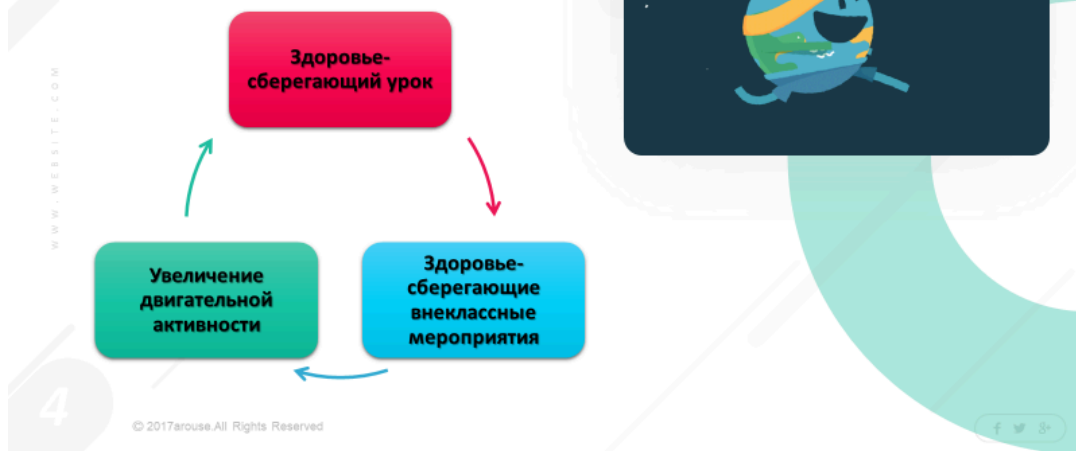 Здоровье-
сберегающий урок
WWW.WEBSITE.COM
Увеличение
двигательной
активности
Здоровье-
сберегающие
внеклассные
мероприятия
4
© 2017arouse.All Rights Reserved
f
g+